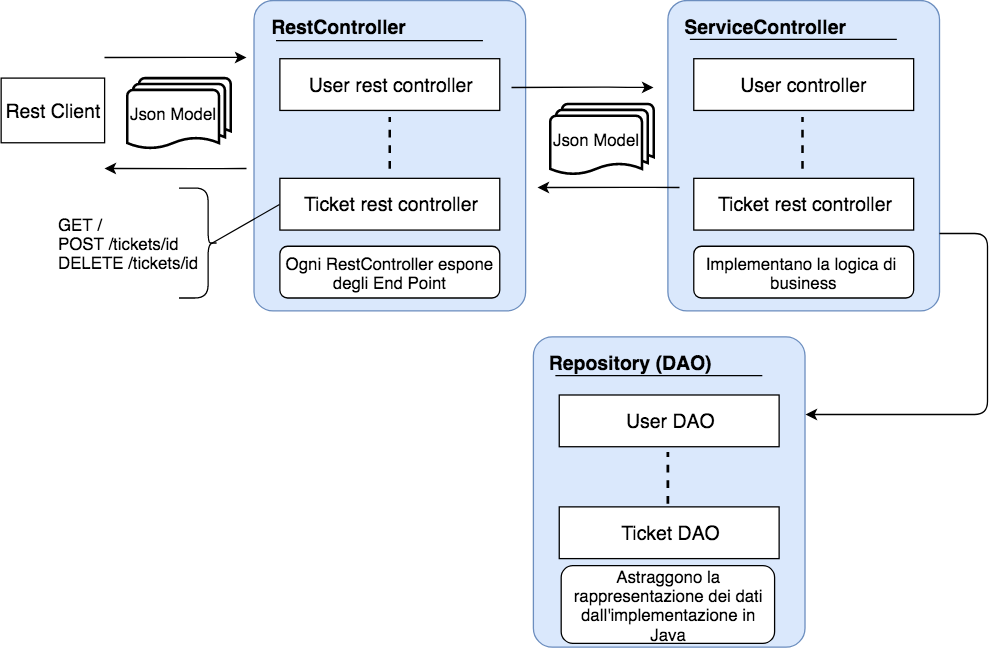 RestController
ServiceController
User rest controller
User controller
Rest Client
Json Model
Json Model
Ticket rest controller
Ticket rest controller
GET /
POST /tickets/id
DELETE /tickets/id
Ogni RestController espone
degli End Point
Implementano la logica di
business
Repository (DAO)
User DAO
Ticket DAO
Astraggono la
rappresentazione dei dati
dall'implementazione in
Java